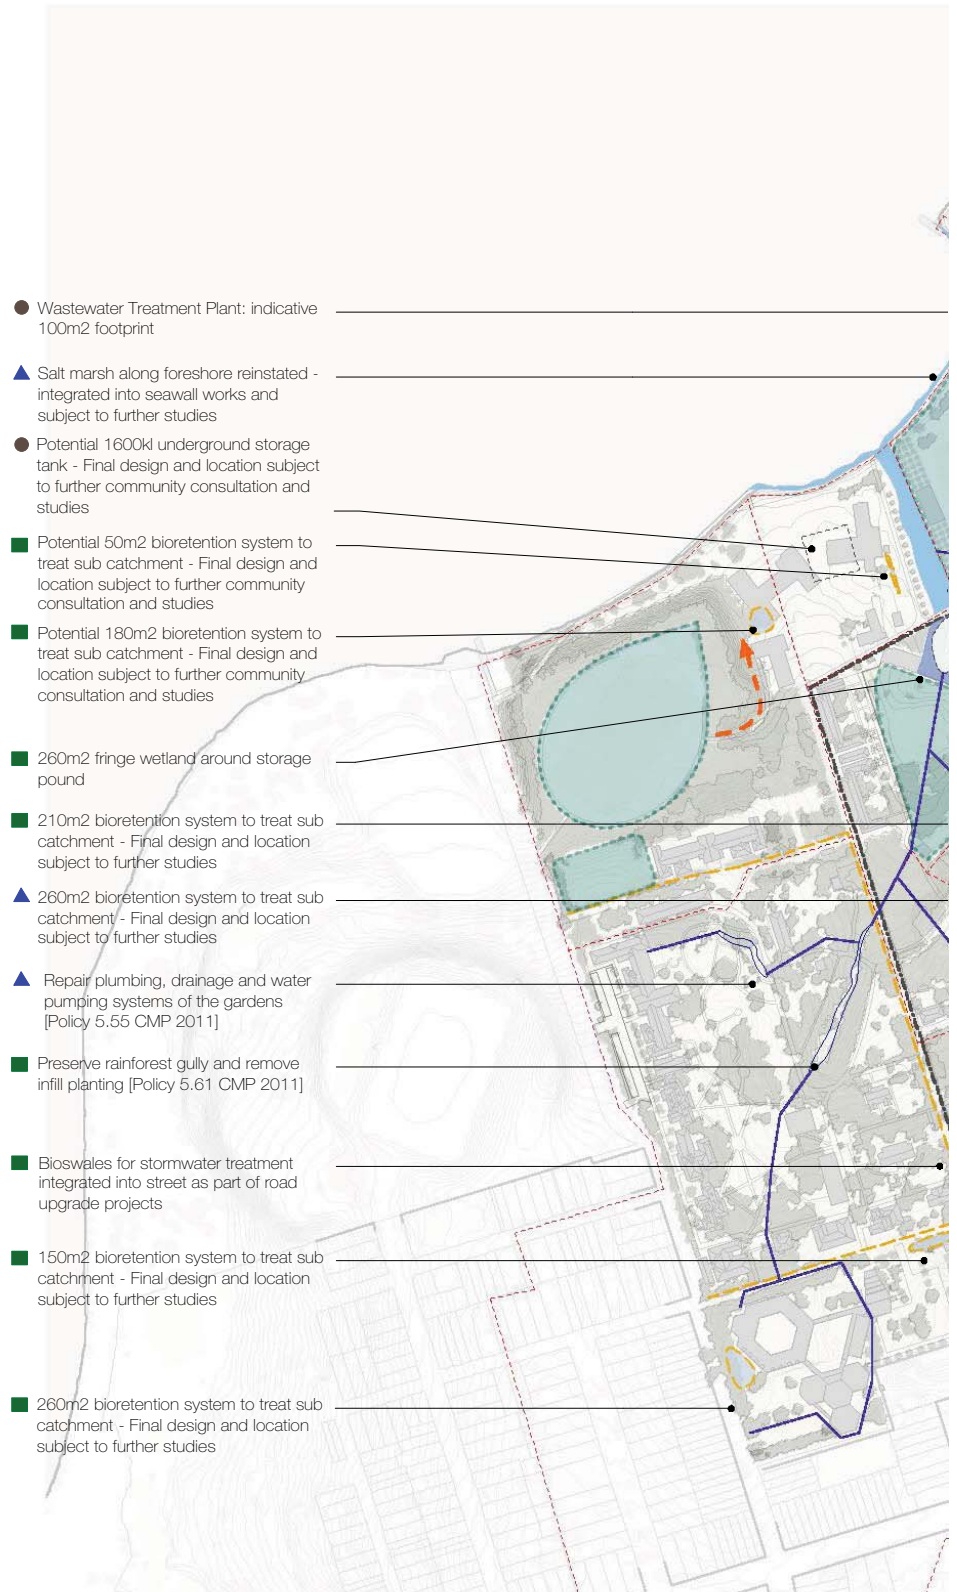 Wastewater Treatment Plant: indicative
100m2 footprint
Salt marsh along foreshore reinstated -
integrated into seawall works and
subject to further studies
Potential 1600kl underground storage
tank - Final design and location subject
to further community consultation and
studies
Potential 50m2 bioretention system to
treat sub catchment - Final design and
location subject to further community
consultation and studies
Potential 180m2 bioretention system to
treat sub catchment - Final design and
location subject to further community
consultation and studies
260m2 fringe wetland around storage
pound
210m2 bioretention system to treat sub
catchment - Final design and location
subject to further studies
260m2 bioretention system to treat sub
catchment - Final design and location
subject to further studies
Repair plumbing, drainage and water
pumping systems of the gardens
[Policy 5.55 CMP 2011]
Preserve rainforest gully and remove
infill planting [Policy 5.61 CMP 2011]
Bioswales for stormwater treatment
integrated into street as part of road
upgrade projects
150m2 bioretention system to treat sub
catchment - Final design and location
subject to further studies
260m2 bioretention system to treat sub
catchment - Final design and location
subject to further studies